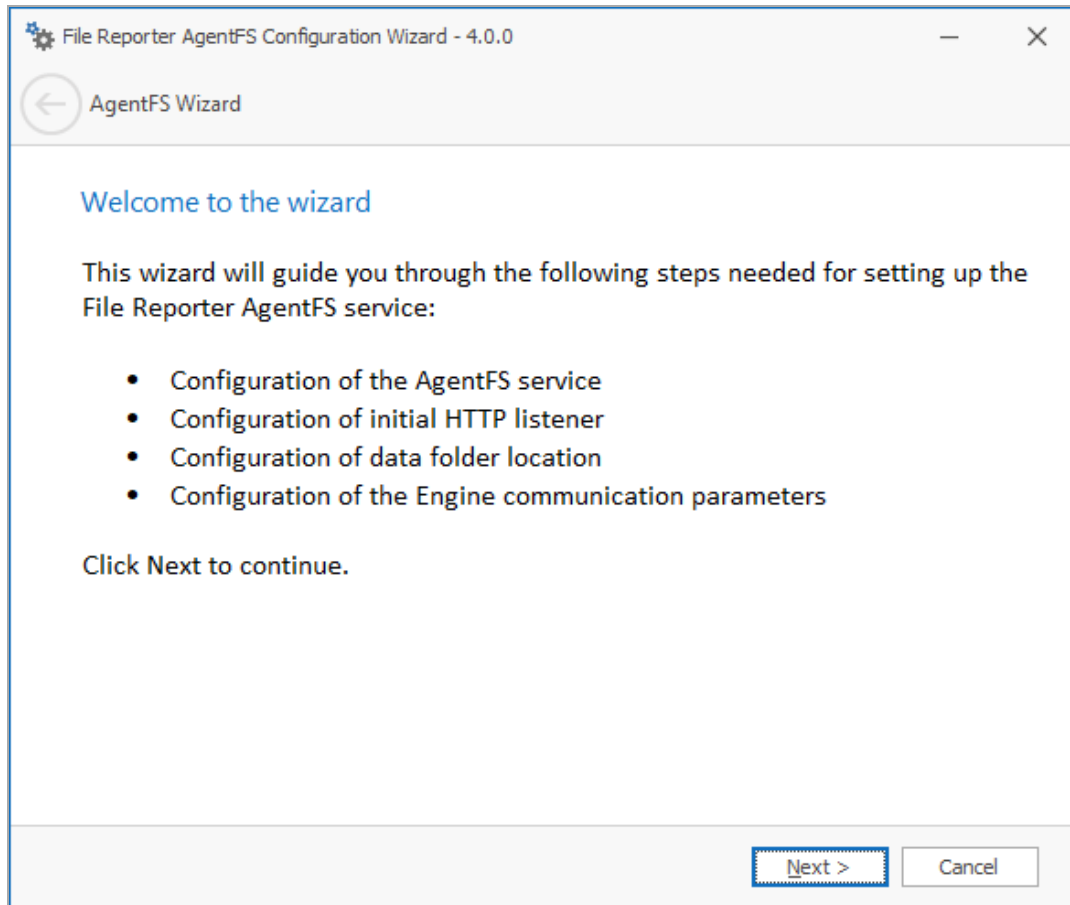 File Reporter AgentFS Configuration Wizard - 4.0.0
AgentFS Wizard
Welcome to the wizard
This wizard will guide you through the following steps needed for setting up the
File Reporter AgentFS service:
• Configuration of the AgentFS service
• Configuration of initial HTTP listener
• Configuration of data folder location
• Configuration of the Engine communication parameters
Click Next to continue.
Next >
Cancel